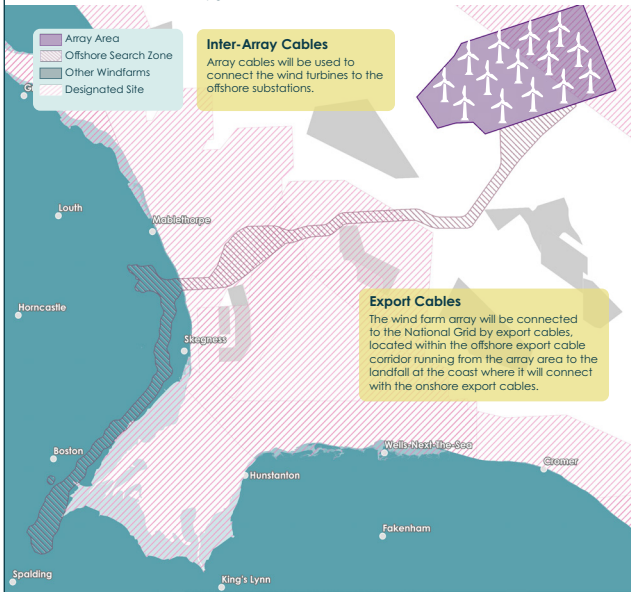 Array Area
Offshore Search Zone
Other Windfarms
Designated Site
Inter-Array Cables
Array cables will be used to
connect the wind turbines to the
offshore substations.
Louth
Mablethorpe
Horncastle
Export Cables
The wind farm array will be connected
to the National Grid by export cables,
located within the offshore export cable
corridor running from the array area to the
landfall at the coast where it will connect
with the onshore export cables.
Skegness
Boston
Wells-Next-The-Sea
Cromer
Hunstanton
Fakenham
Spalding
King's Lynn